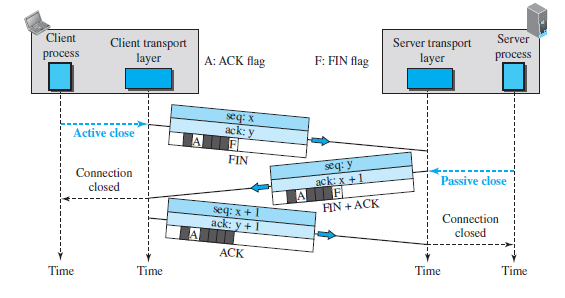 Client
process
Client transport
layer
A: ACK flag
F: FIN flag
Server transport
layer
Server
process
Active close
seq: x
ack: y
A
F
FIN
Connection
closed
seq: y
ack: x + 1
A
F
FIN + ACK
Passive close
seq: x + 1
ack: y + 1
A
ACK
Connection
closed
Time
Time
Time
Time